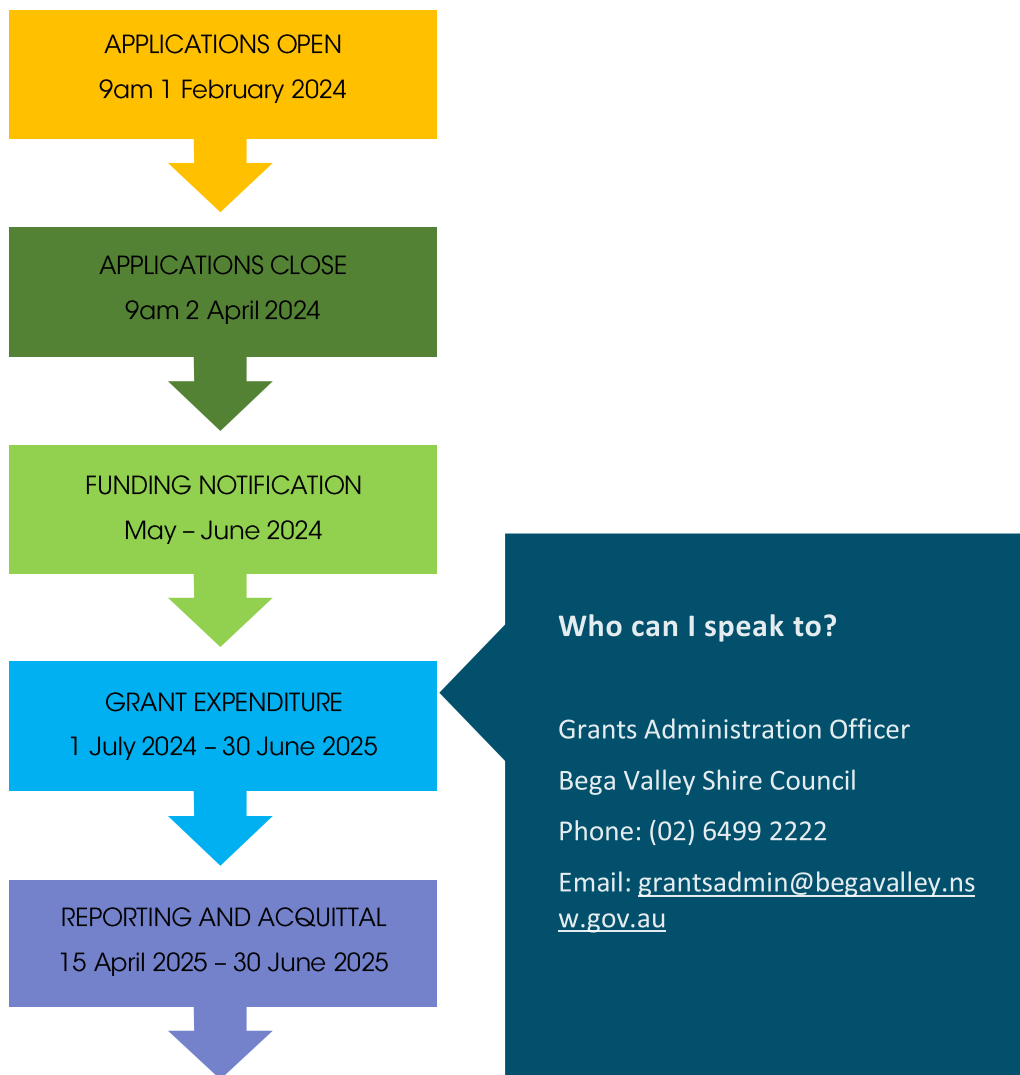 APPLICATIONS OPEN
9am 1 February 2024
APPLICATIONS CLOSE
9am 2 April 2024
FUNDING NOTIFICATION
May – June 2024
GRANT EXPENDITURE
1 July 2024 – 30 June 2025
REPORTING AND ACQUITTAL
15 April 2025 – 30 June 2025
Who can I speak to?
Grants Administration Officer
Bega Valley Shire Council
Phone: (02) 6499 2222
Email: grantsadmin@begavalley.ns
w.gov.au